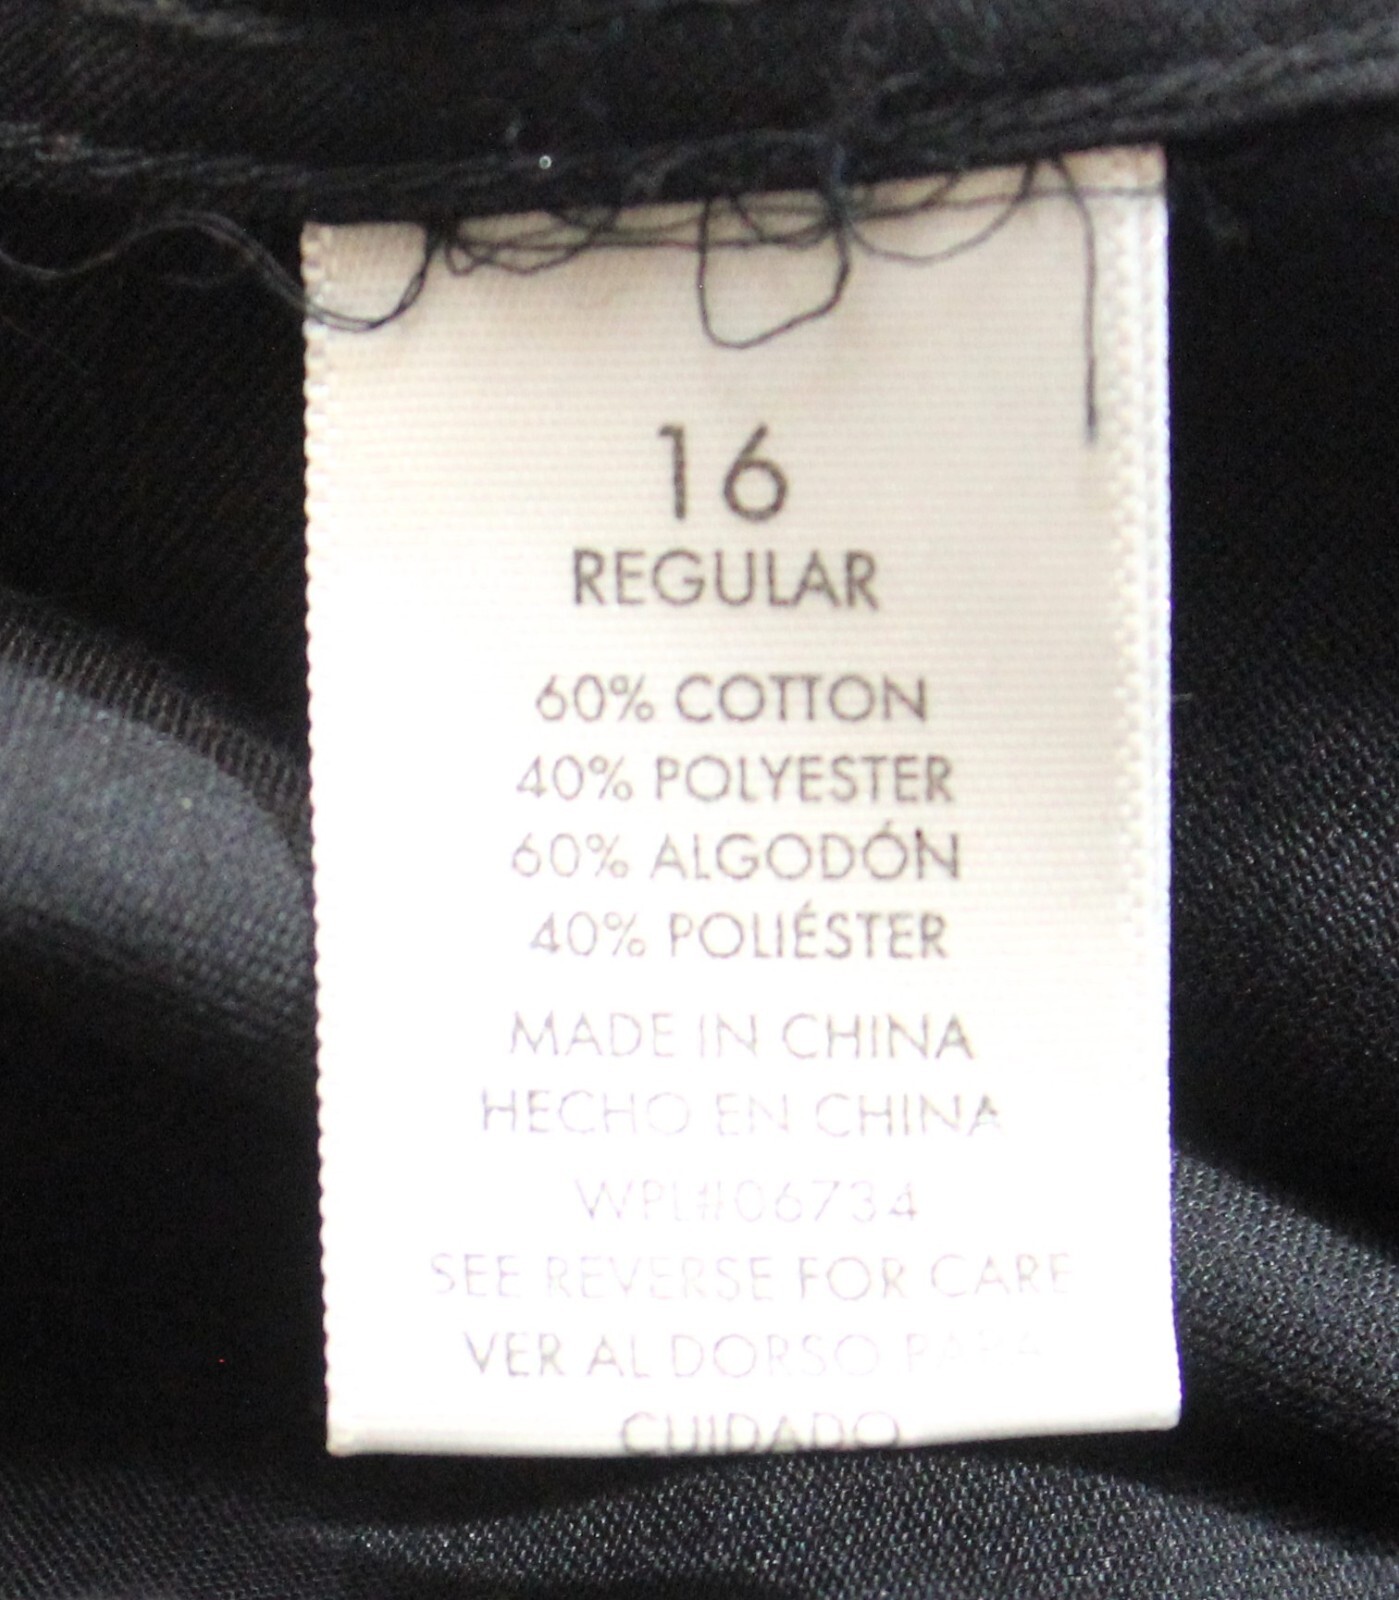 16
REGULAR
60% COTTON
40% POLYESTER
60% ALGODÓN
40% POLIÉSTER
MADE IN CHINA
HECHO EN CHINA
WPL#06734
SEE REVERSE FOR CARE
VER AL DORSO PARA
CUIDADO